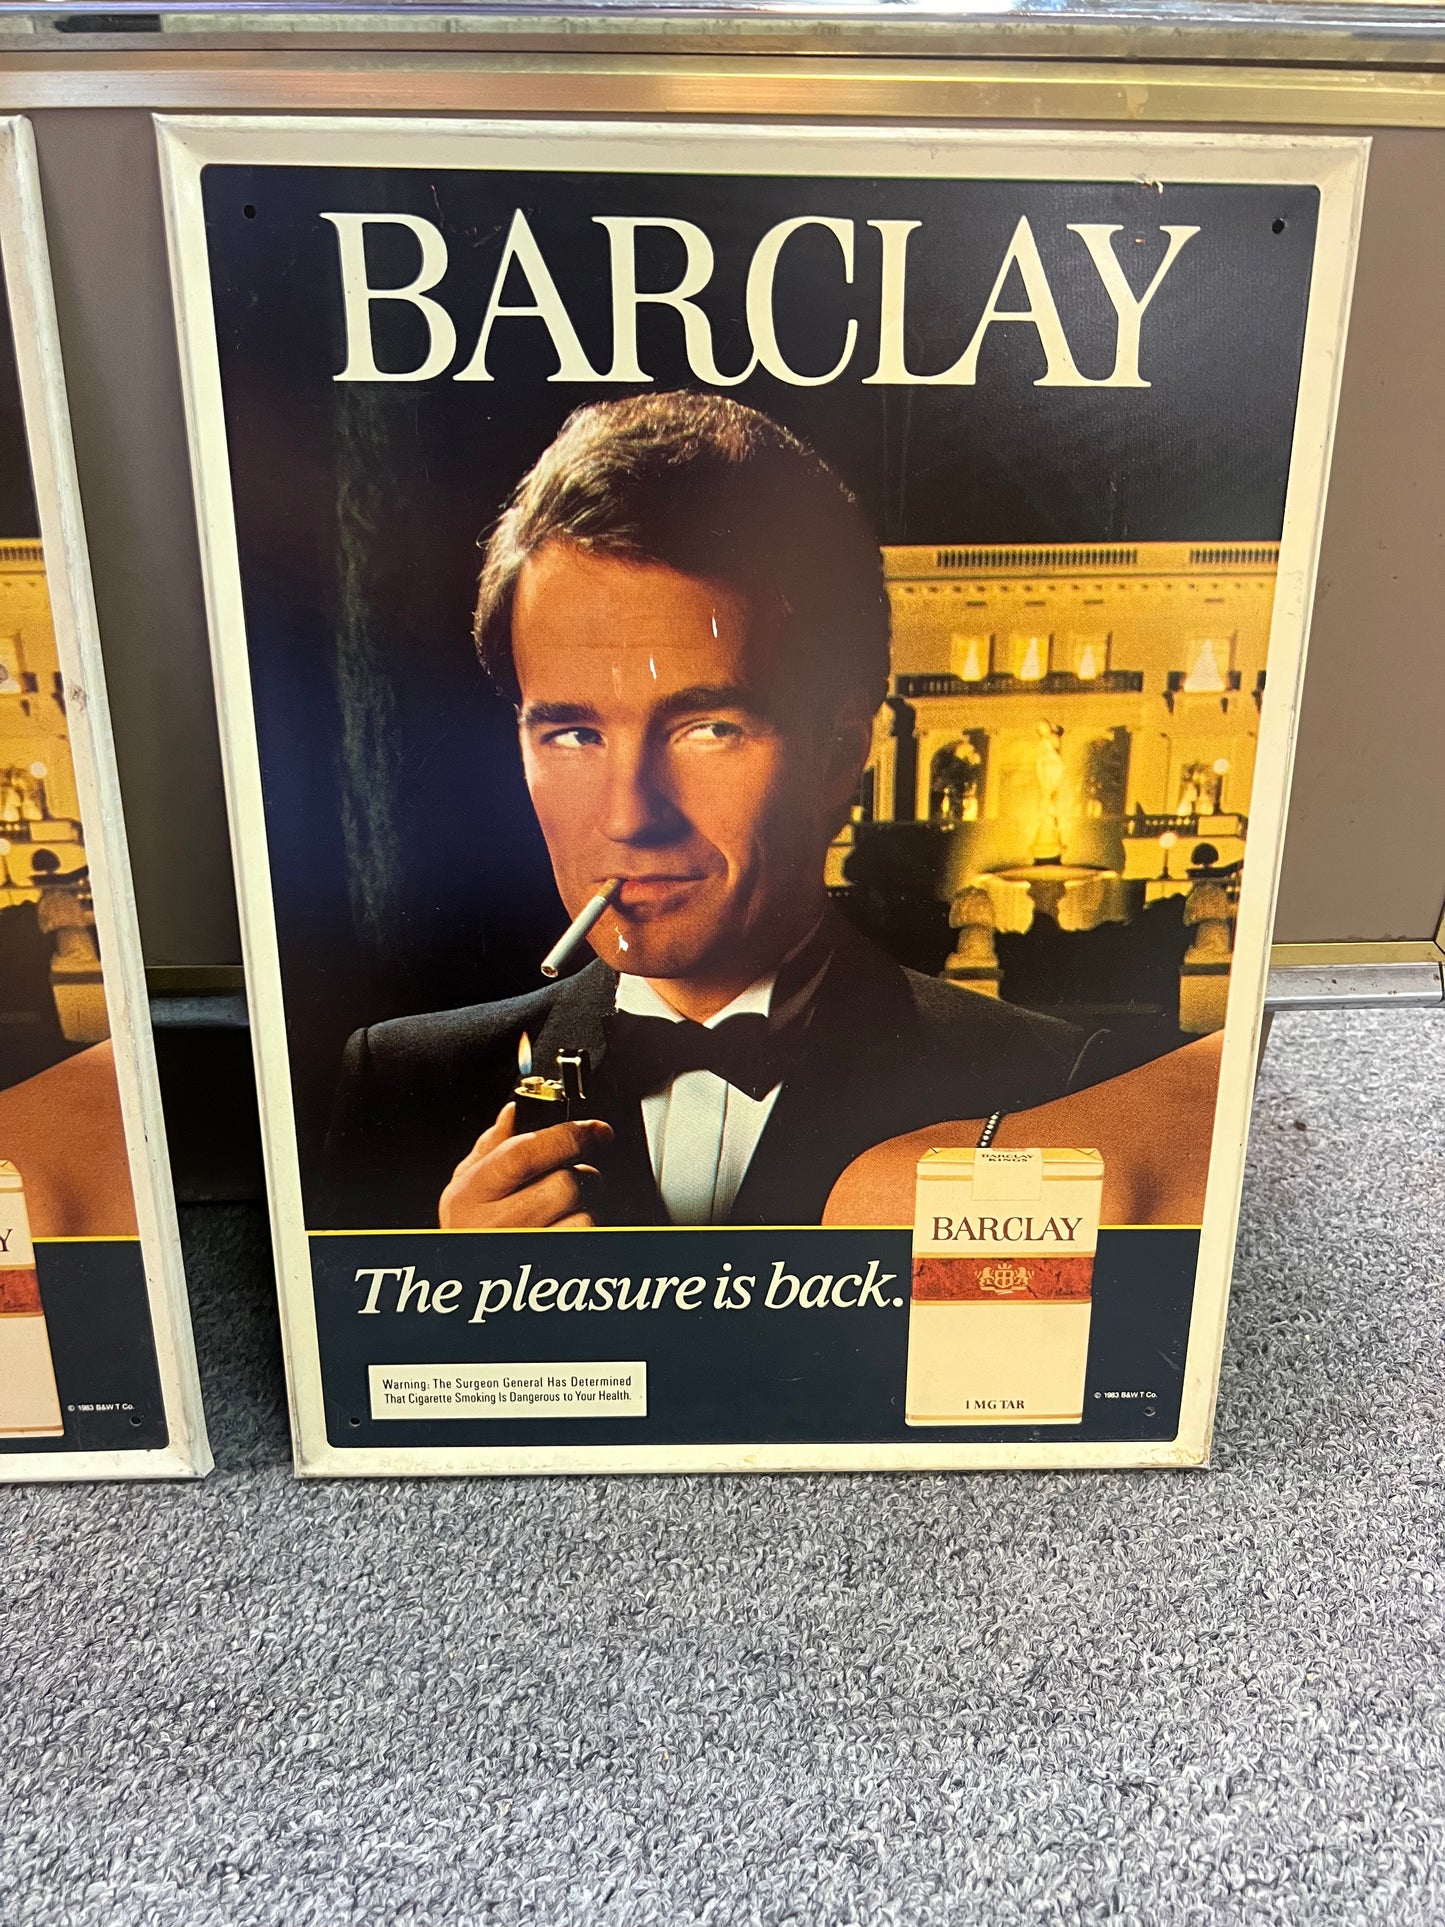 BARCLAY
BARCLAY
KINGS
BARCLAY
The pleasure is back.
Warning: The Surgeon General Has Determined
That Cigarette Smoking Is Dangerous to Your Health.
1 MG TAR
© 1983 B&W T Co.
Y
© 1983 B&W T Co.